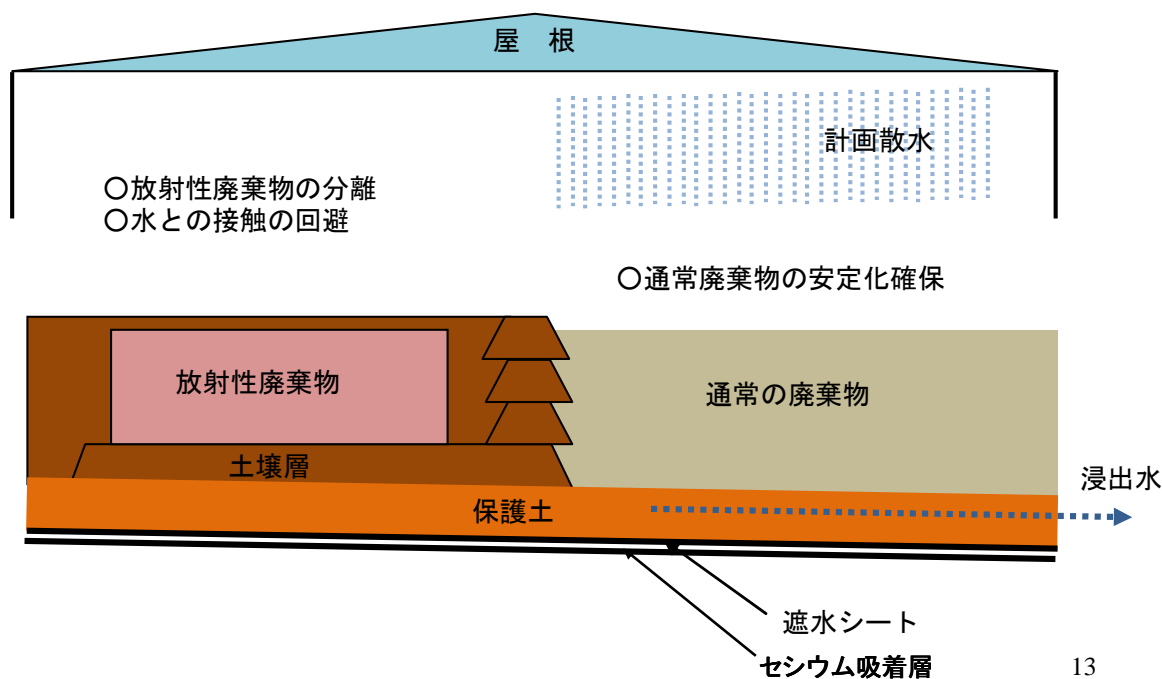 屋　根
計画散水
○放射性廃棄物の分離
○水との接触の回避
○通常廃棄物の安定化確保
放射性廃棄物
通常の廃棄物
土壌層
浸出水
保護土
遮水シート
セシウム吸着層
13